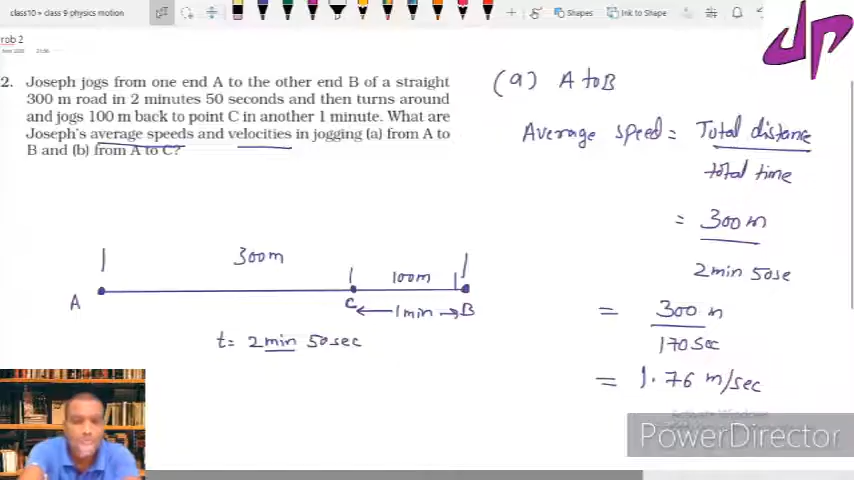 class10 + class 9 physics motion
Shapes
Ink to Shape
rob 2
2. Joseph jogs from one end A to the other end B of a straight
300 m road in 2 minutes 50 seconds and then turns around
and jogs 100 m back to point C in another 1 minute. What are
Joseph's average speeds and velocities in jogging (a) from A to
B and (b) from A to C?
(a) A to B
Average speed = Total distance
total time
= 300m
2min 50se
= 300 m
170 Sec
= 1.76 m/sec
300m
100m
A
C
1min
B
t= 2min 50sec
dp
PowerDirector